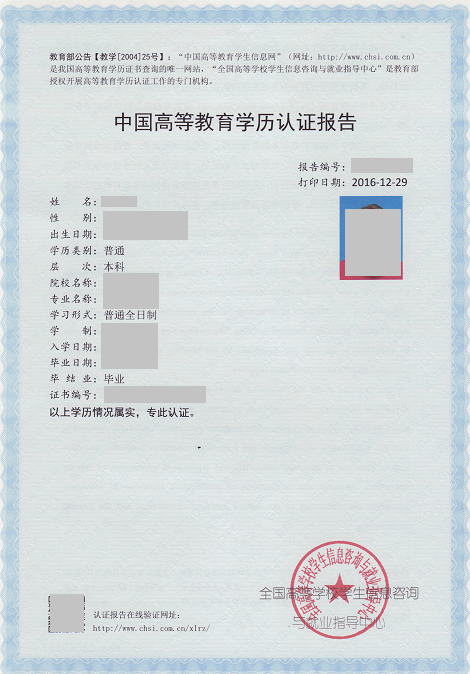 教育部公告【教学[2004]25号】：“中国高等教育学生信息网”（网址：http://www.chsi.com.cn）
是我国高等教育学历证书查询的唯一网站，“全国高等学校学生信息咨询与就业指导中心”是教育部
授权开展高等教育学历认证工作的专门机构。
中国高等教育学历认证报告
报告编号：
打印日期：2016-12-29
姓 名：
性 别：
出生日期：
学历类别：普通
层 次：本科
院校名称：
专业名称：
学习形式：普通全日制
学 制：
入学日期：
毕业日期：
毕 结 业：毕业
证书编号：
以上学历情况属实，专此认证。
全国高等学校学生信息咨询与就业指导中心
全国高等学校学生信息咨询
与就业指导中心
认证报告在线验证网址：
http://www.chsi.com.cn/xlrz/